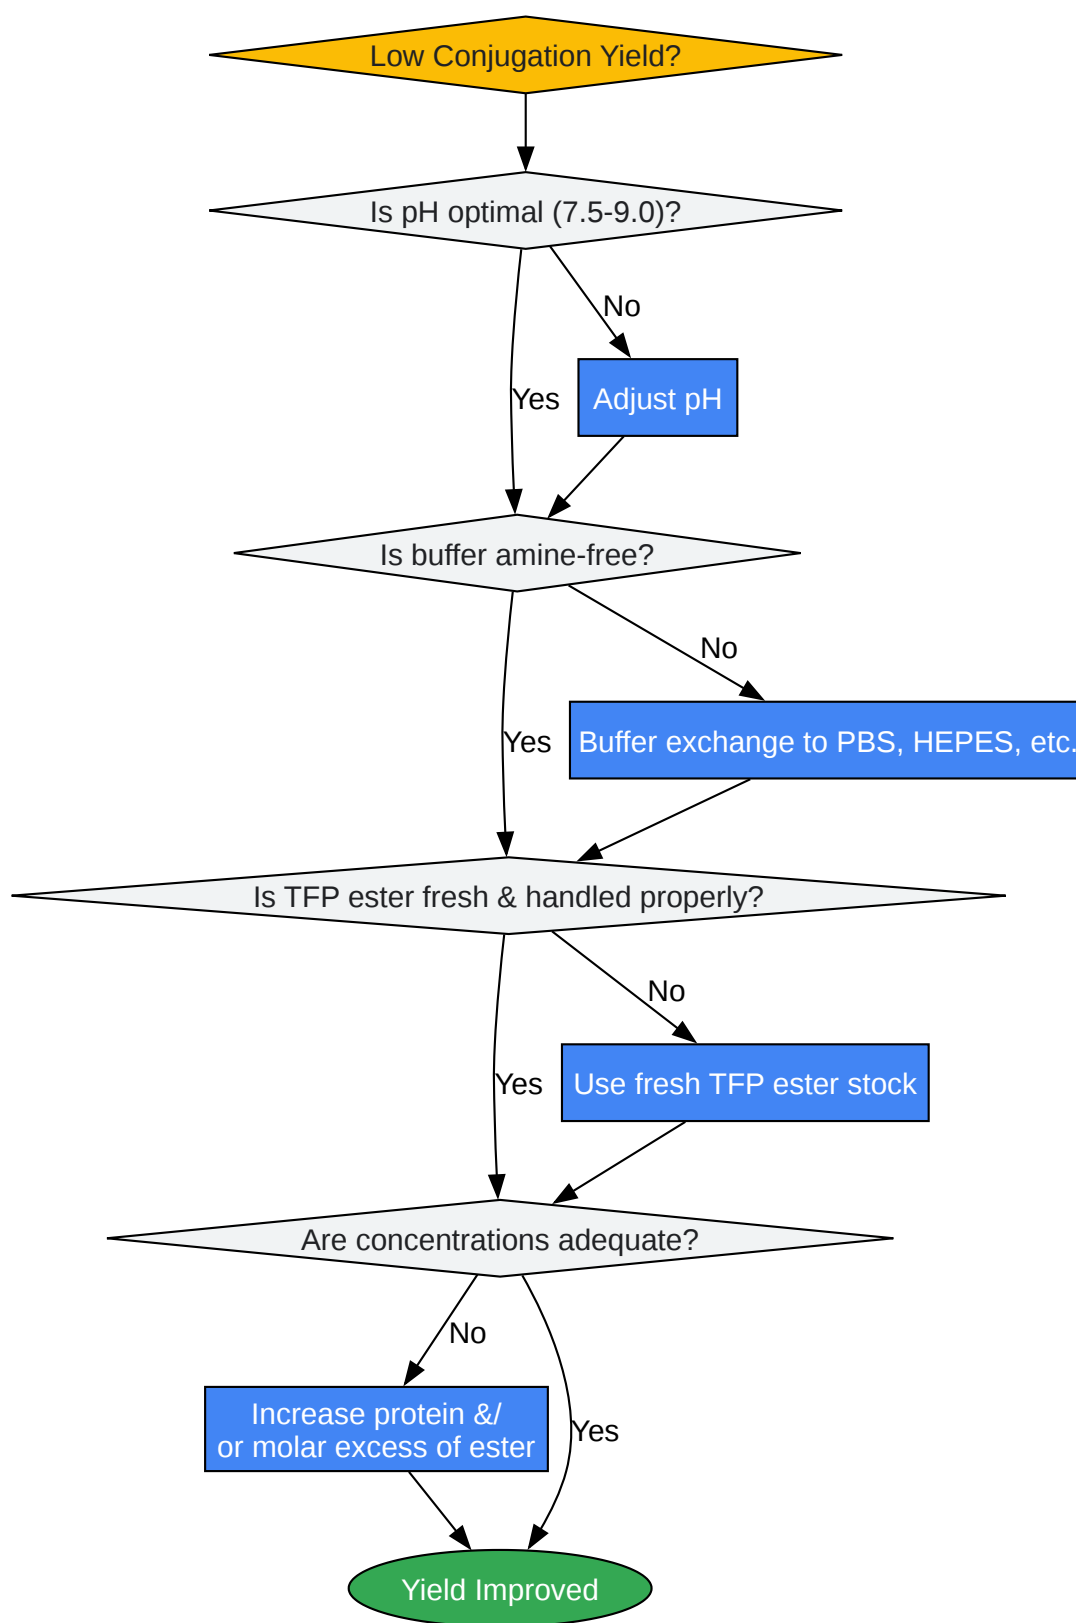 Low Conjugation Yield?
Is pH optimal (7.5-9.0)?
No
Yes
Adjust pH
Is buffer amine-free?
No
Yes
Buffer exchange to PBS, HEPES, etc.
Is TFP ester fresh & handled properly?
No
Yes
Use fresh TFP ester stock
Are concentrations adequate?
No
Increase protein &/
or molar excess of ester
Yes
Yield Improved